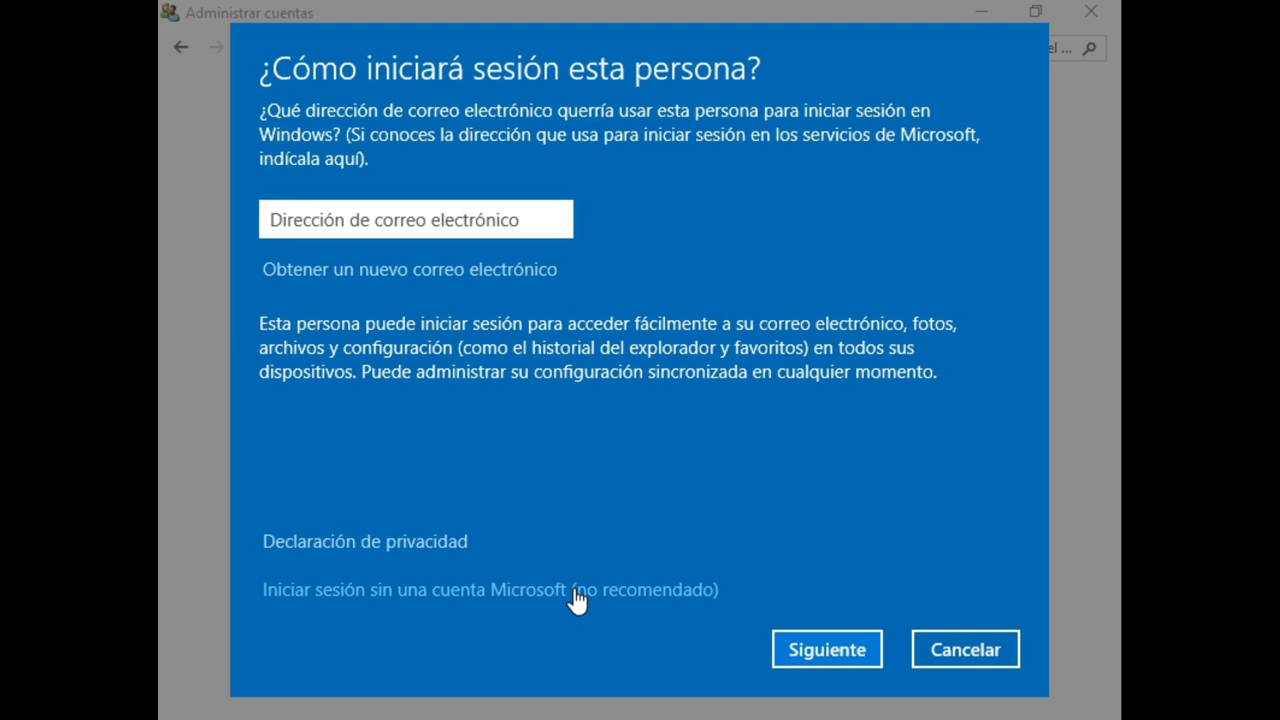 Administrar cuentas
el ...
¿Cómo iniciará sesión esta persona?
¿Qué dirección de correo electrónico querría usar esta persona para iniciar sesión en
Windows? (Si conoces la dirección que usa para iniciar sesión en los servicios de Microsoft,
indícala aquí).
Dirección de correo electrónico
Obtener un nuevo correo electrónico
Esta persona puede iniciar sesión para acceder fácilmente a su correo electrónico, fotos,
archivos y configuración (como el historial del explorador y favoritos) en todos sus
dispositivos. Puede administrar su configuración sincronizada en cualquier momento.
Declaración de privacidad
Iniciar sesión sin una cuenta Microsoft (no recomendado)
Siguiente
Cancelar